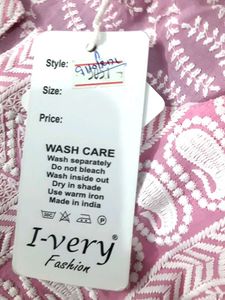 Style:
Size:
Price:
WASH CARE
Wash separately
Do not bleach
Wash inside out
Dry in shade
Use warm iron
Made in india
I-very®
Fashion